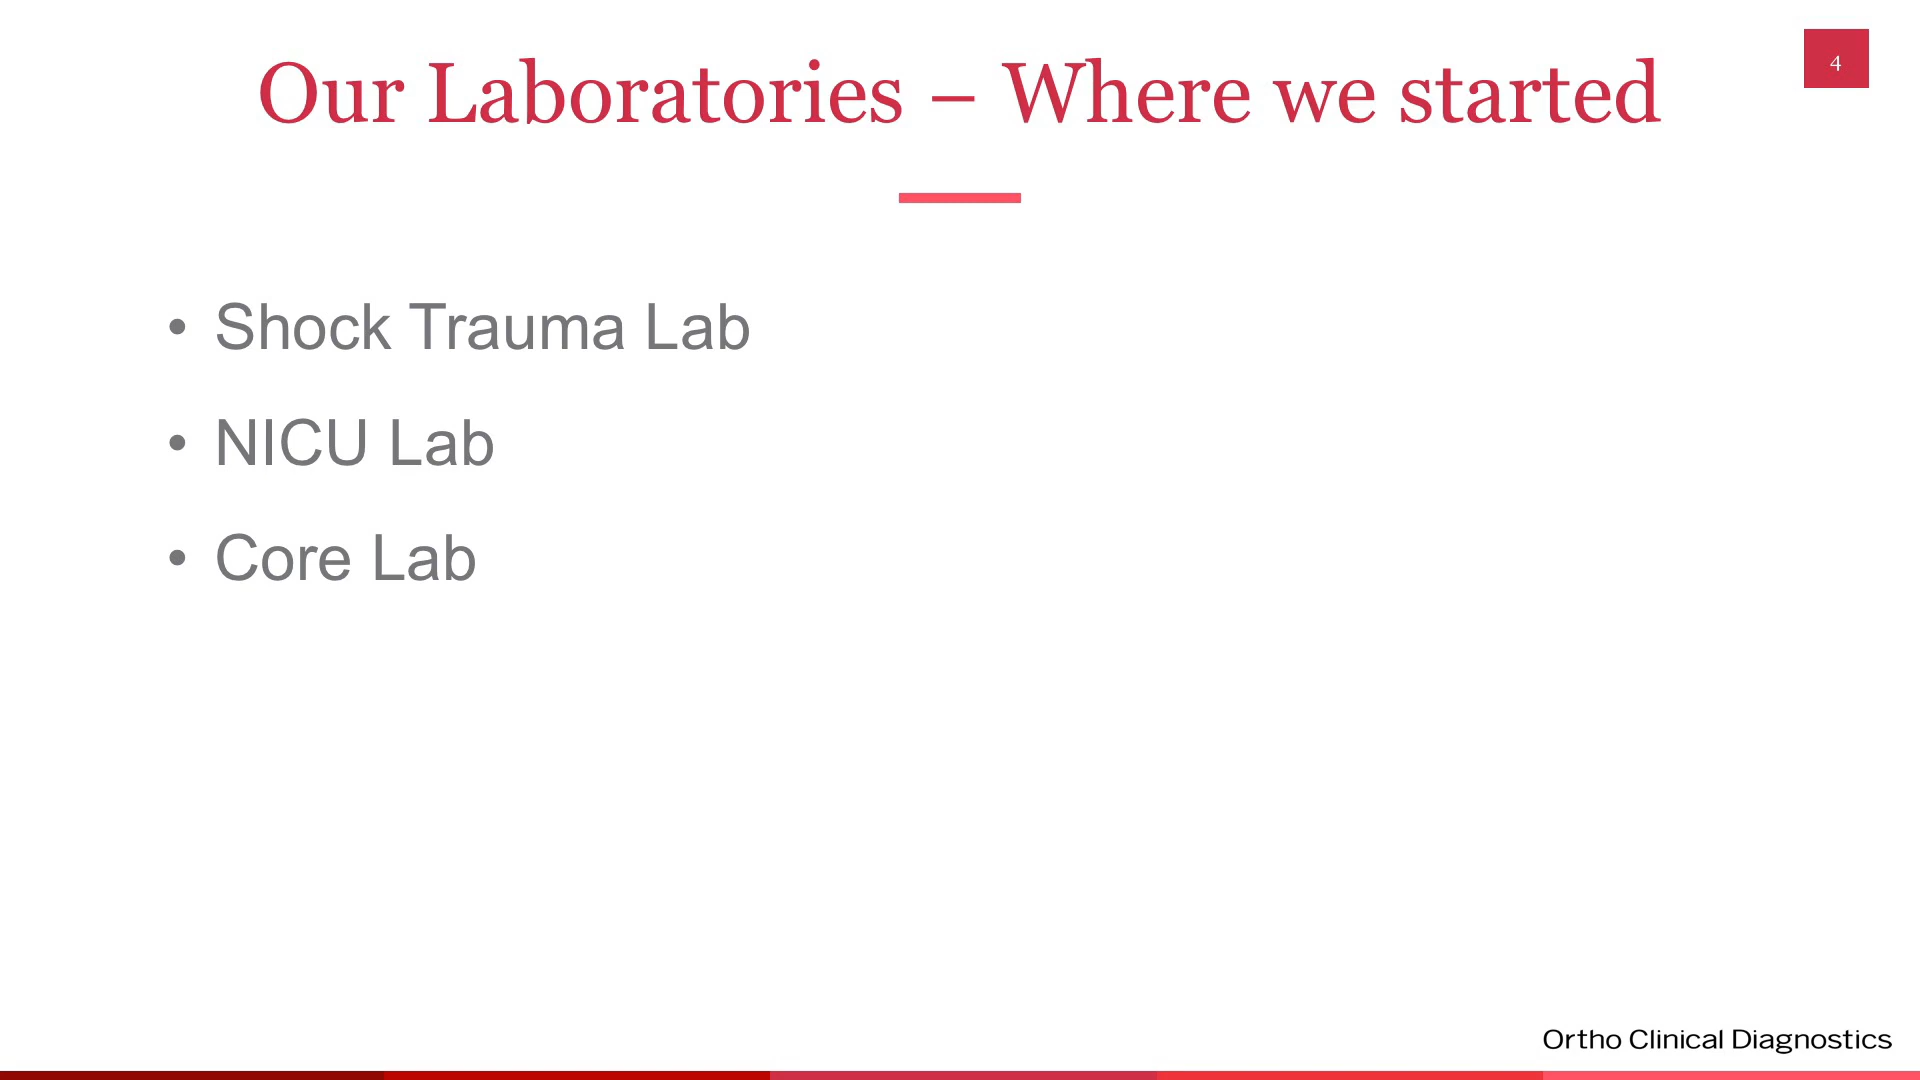 Our Laboratories – Where we started
4
• Shock Trauma Lab
• NICU Lab
• Core Lab
Ortho Clinical Diagnostics